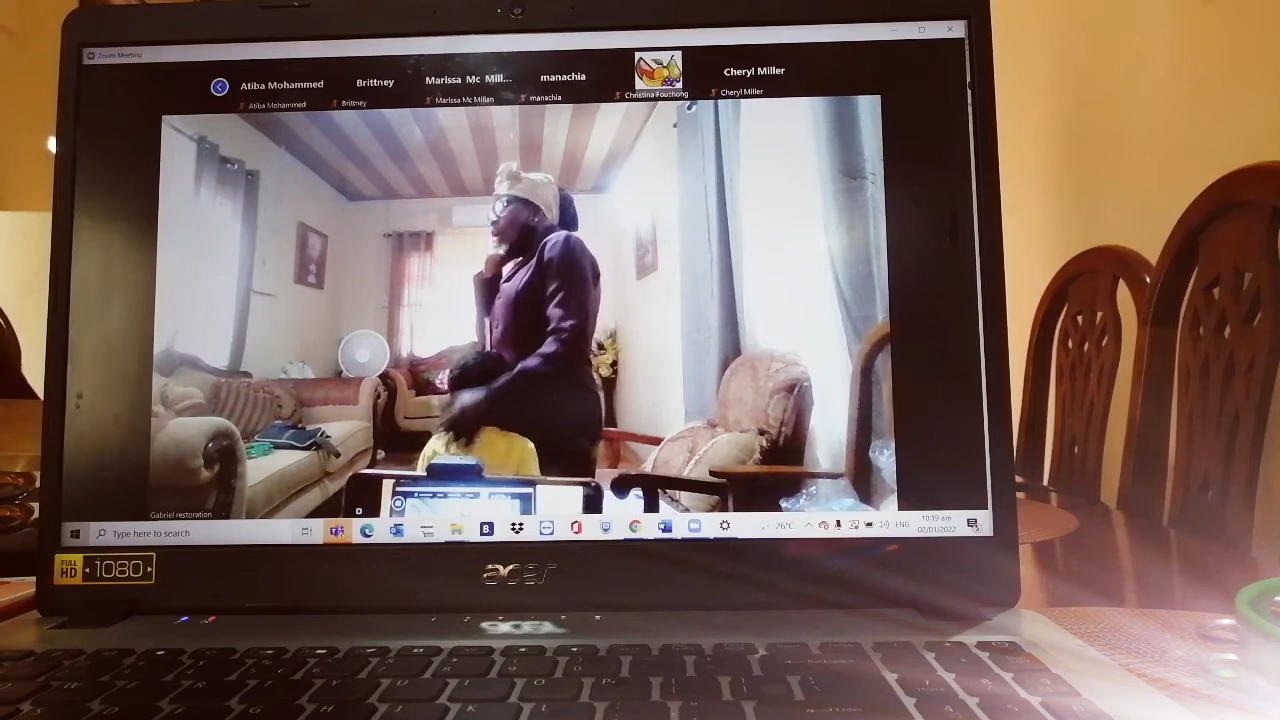 Zoom Meeting
Atiba Mohammed
Brittney
Marissa Mc Mill...
manachia
Cheryl Miller
Atiba Mohammed
Brittney
Marissa Mc Millan
manachia
Christina Fouchong
Cheryl Miller
Gabriel restoration
Type here to search
26°C
ENG
10:19 am
02/01/2022
FULL HD 1080
acer